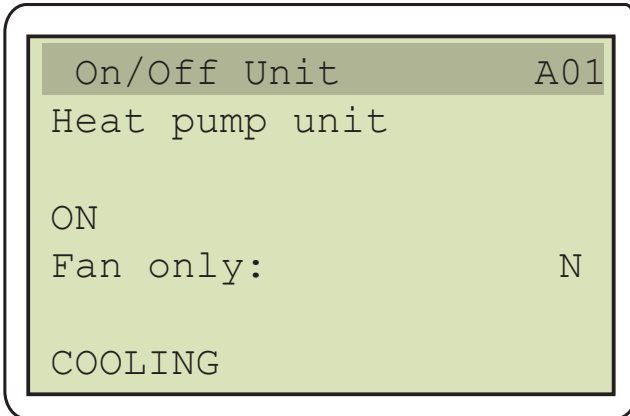 On/Off Unit A01
Heat pump unit
ON
Fan only: N
COOLING